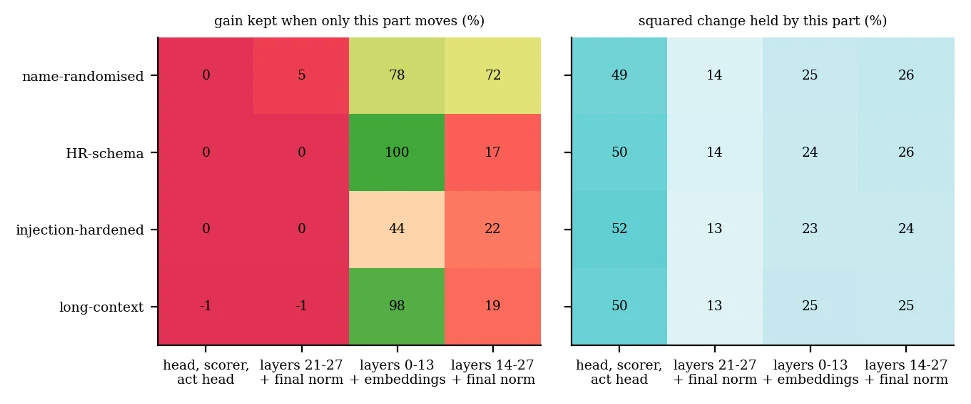 gain kept when only this part moves (%)
squared change held by this part (%)
name-randomised 0 5 78 72 49 14 25 26
HR-schema 0 0 100 17 50 14 24 26
injection-hardened 0 0 44 22 52 13 23 24
long-context -1 -1 98 19 50 13 25 25
head, scorer, layers 21-27 layers 0-13 layers 14-27 head, scorer, layers 21-27 layers 0-13 layers 14-27
act head + final norm + embeddings + final norm act head + final norm + embeddings + final norm